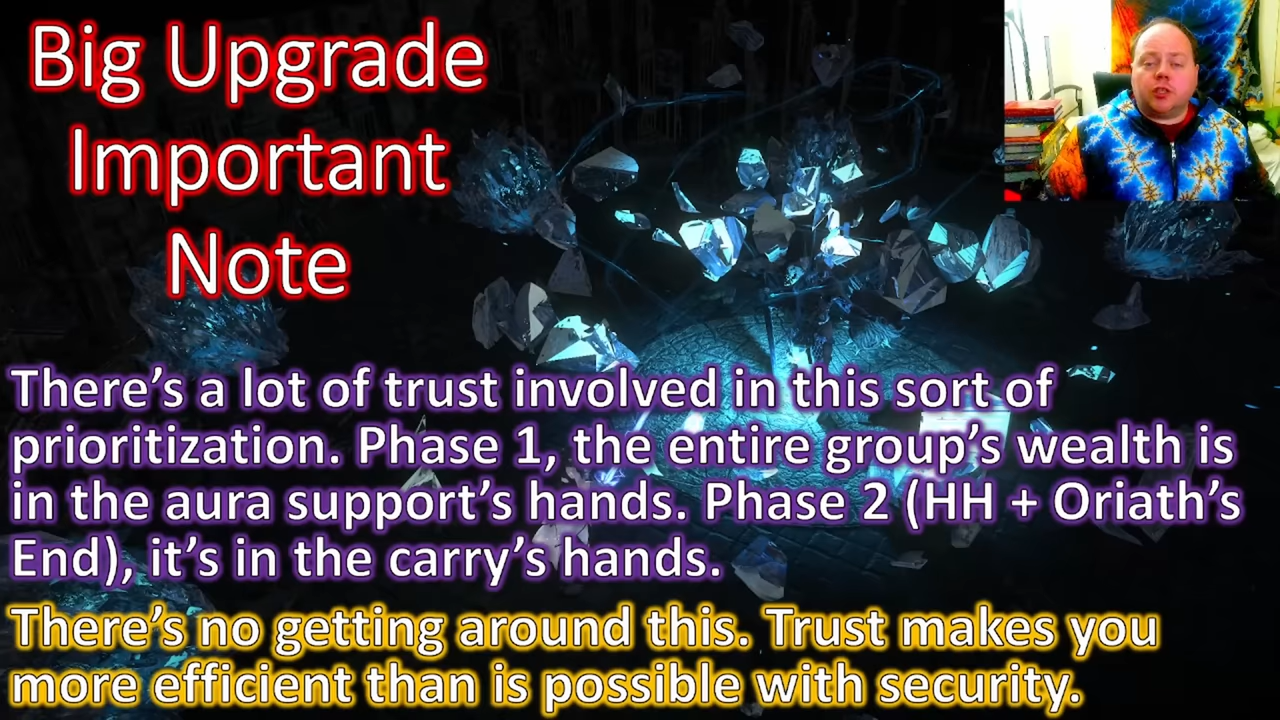 Big Upgrade
Important
Note
There’s a lot of trust involved in this sort of
prioritization. Phase 1, the entire group’s wealth is
in the aura support’s hands. Phase 2 (HH + Oriath’s
End), it’s in the carry’s hands.
There’s no getting around this. Trust makes you
more efficient than is possible with security.